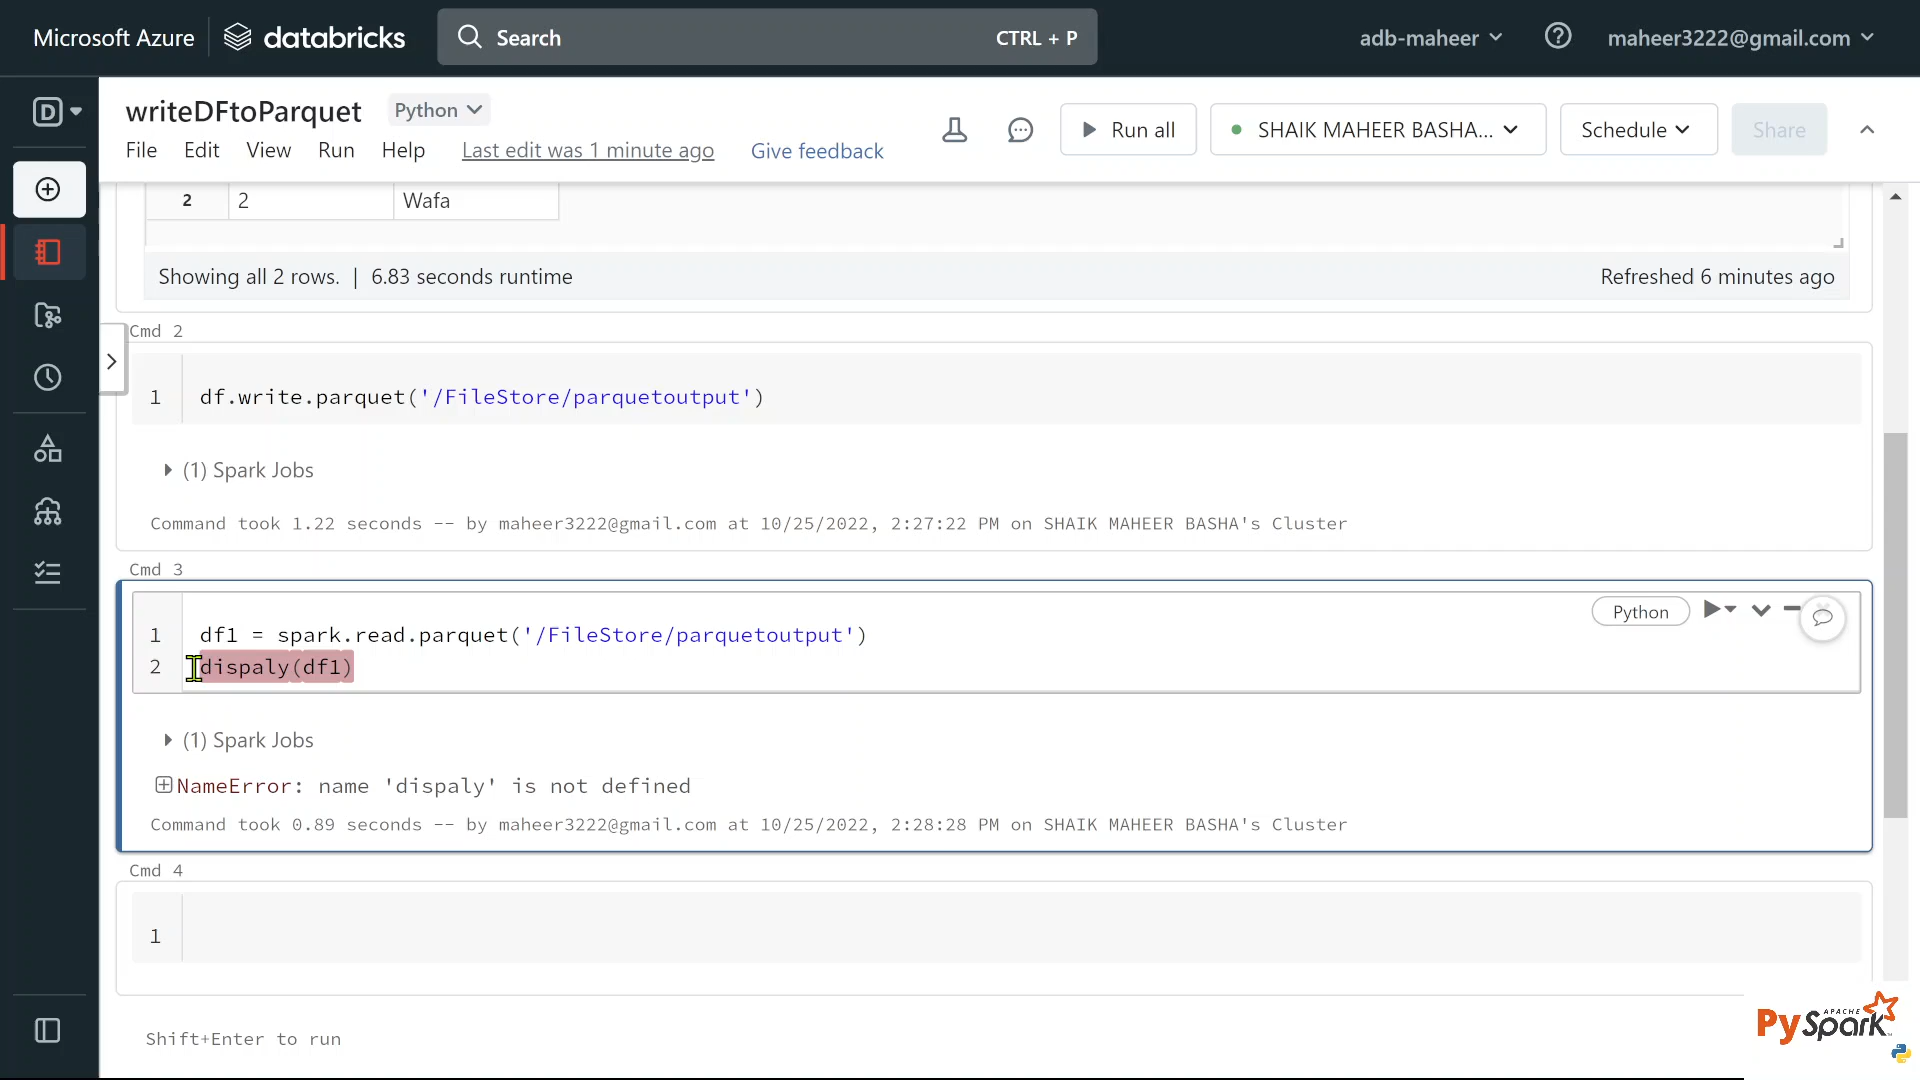 Microsoft Azure databricks Search CTRL + P adb-maheer maheer3222@gmail.com
writeDFtoParquet Python
File Edit View Run Help Last edit was 1 minute ago Give feedback Run all SHAIK MAHEER BASHA... Schedule Share
2 2 Wafa
Showing all 2 rows. | 6.83 seconds runtime Refreshed 6 minutes ago
Cmd 2
1 df.write.parquet('/FileStore/parquetoutput')
(1) Spark Jobs
Command took 1.22 seconds -- by maheer3222@gmail.com at 10/25/2022, 2:27:22 PM on SHAIK MAHEER BASHA's Cluster
Cmd 3
Python
1 df1 = spark.read.parquet('/FileStore/parquetoutput')
2 dispaly(df1)
(1) Spark Jobs
NameError: name 'dispaly' is not defined
Command took 0.89 seconds -- by maheer3222@gmail.com at 10/25/2022, 2:28:28 PM on SHAIK MAHEER BASHA's Cluster
Cmd 4
1
Shift+Enter to run
APACHE
PySpark